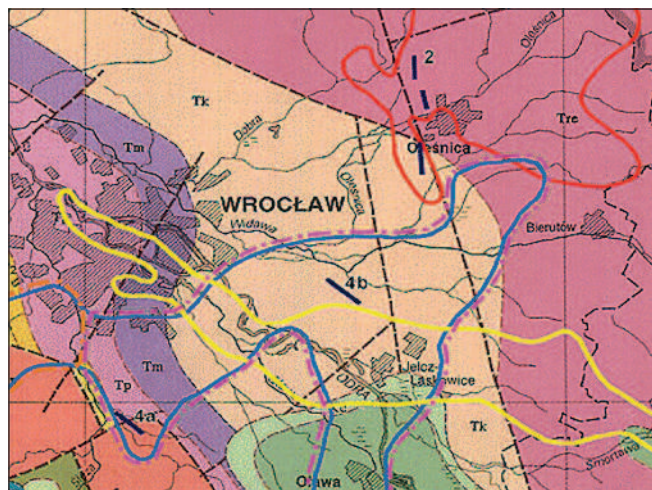 2
Oleśnica
Tk
Tre
Dobra
Tm
Oleśnica
Oleśnica
WROCŁAW
Widawa
Bierutów
4b
Jelcz-
Laskowice
ODRA
Tm
Tp
4a
Tk
Ślęza
Smortawa
Oława